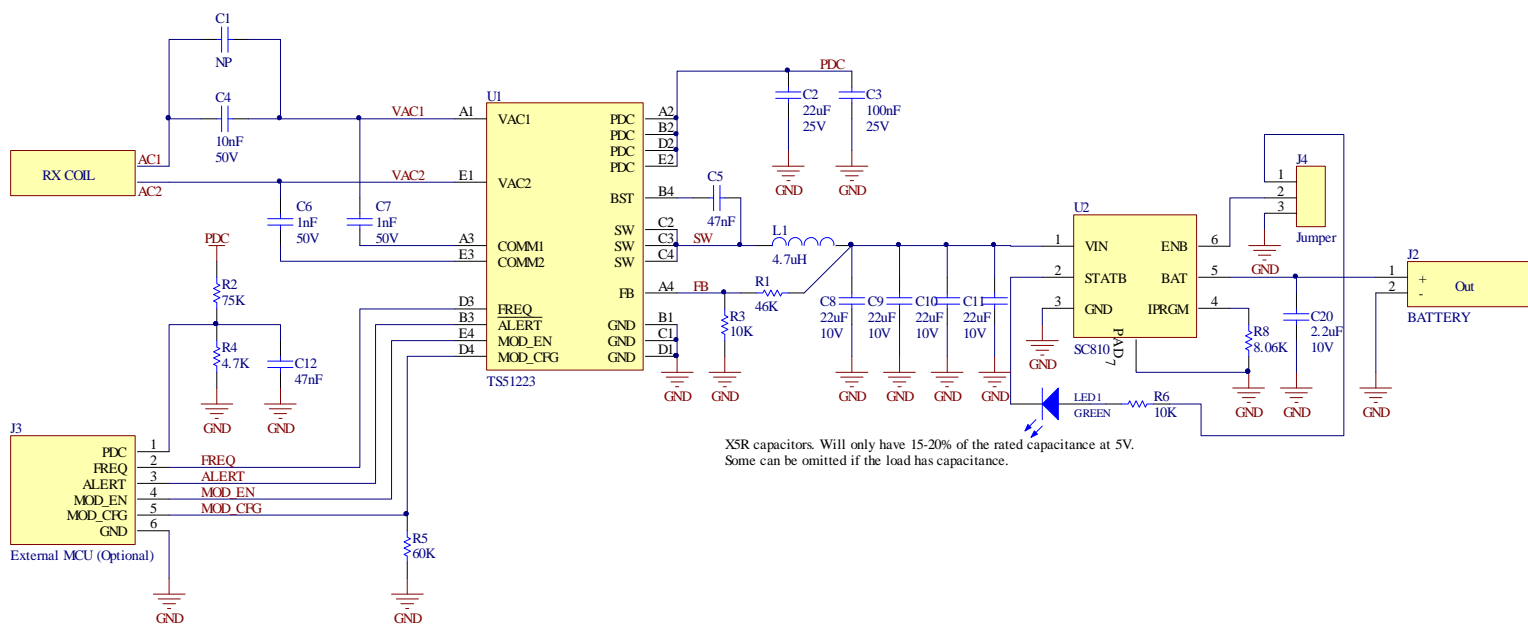 C1
NP
C4
10nF
50V
RX COIL
AC1
AC2
VAC1
VAC2
A1
E1
C6
1nF
50V
C7
1nF
50V
A3
E3
PDC
R2
75K
R4
4.7K
C12
47nF
GND
GND
D3
B3
E4
D4
U1
VAC1
VAC2
COMM1
COMM2
FREQ
ALERT
MOD_EN
MOD_CFG
PDC
PDC
PDC
PDC
BST
SW
SW
SW
FB
GND
GND
GND
TS51223
A2
B2
D2
E2
B4
C2
C3
C4
A4
B1
C1
D1
GND
PDC
C2
22uF
25V
C3
100nF
25V
GND
GND
C5
47nF
SW
L1
4.7uH
FB
R1
46K
R3
10K
GND
C8
22uF
10V
C9
22uF
10V
C10
22uF
10V
C11
22uF
10V
GND
GND
GND
GND
U2
1
2
3
VIN
STATB
GND
ENB
BAT
IPRGM
PAD
7
6
5
4
SC810
GND
J4
1
2
3
Jumper
GND
R8
8.06K
GND
C20
2.2uF
10V
GND
J2
1
2
+
-
Out
BATTERY
GND
LED1
GREEN
R6
10K
X5R capacitors. Will only have 15-20% of the rated capacitance at 5V.
Some can be omitted if the load has capacitance.
J3
PDC
FREQ
ALERT
MOD_EN
MOD_CFG
GND
1
2
3
4
5
6
FREQ
ALERT
MOD_EN
MOD_CFG
External MCU (Optional)
GND
R5
60K
GND